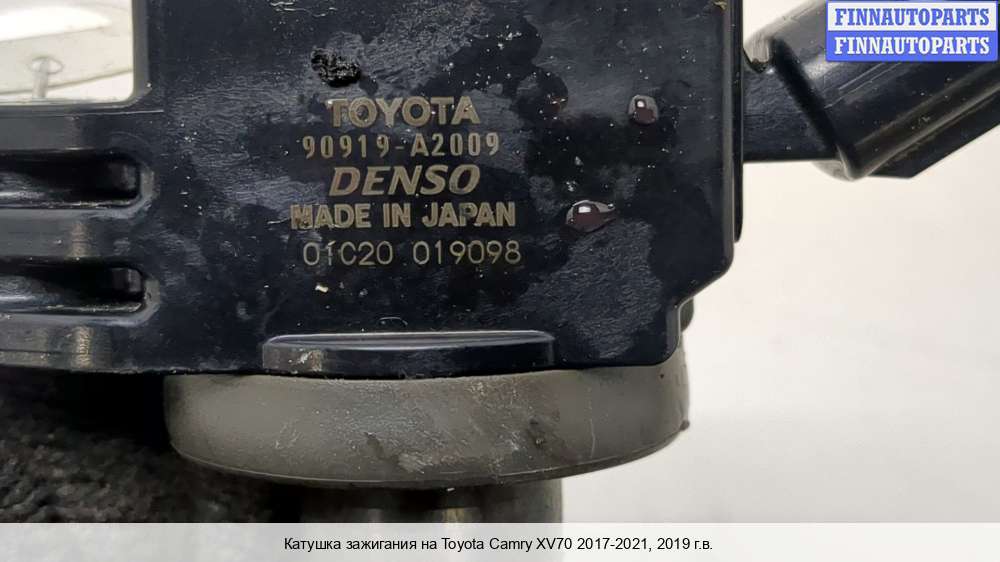 FINNAUTOPARTS
FINNAUTOPARTS
TOYOTA
90919-A2009
DENSO
MADE IN JAPAN
01C20 019098
Катушка зажигания на Toyota Camry XV70 2017-2021, 2019 г.в.